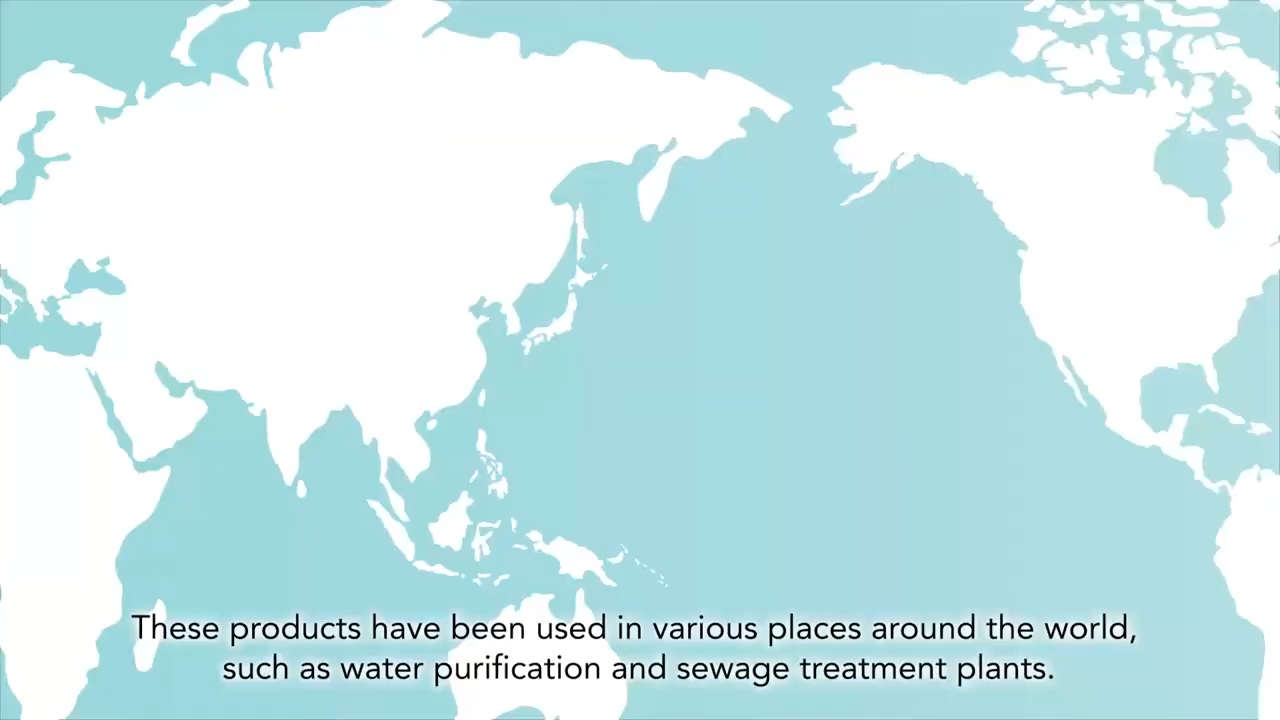 These products have been used in various places around the world,
such as water purification and sewage treatment plants.